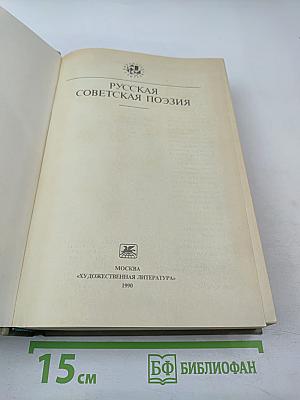 РУССКАЯ
СОВЕТСКАЯ ПОЭЗИЯ
МОСКВА
«ХУДОЖЕСТВЕННАЯ ЛИТЕРАТУРА»
1990
15 см
БФ БИБЛИОФАН